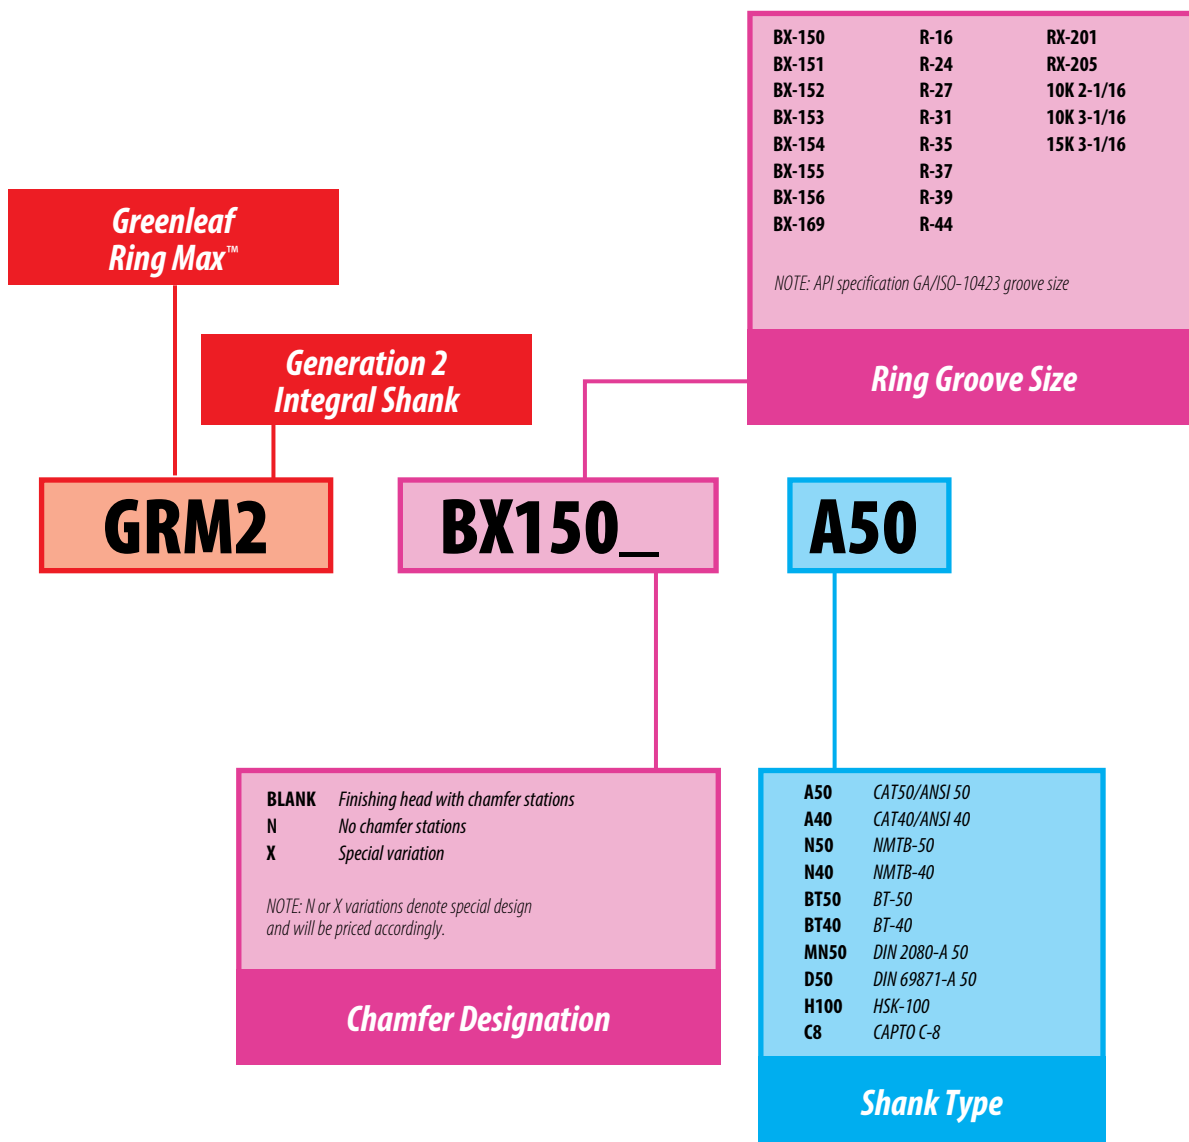 BX-150 R-16 RX-201
BX-151 R-24 RX-205
BX-152 R-27 10K 2-1/16
BX-153 R-31 10K 3-1/16
BX-154 R-35 15K 3-1/16
BX-155 R-37
BX-156 R-39
BX-169 R-44
NOTE: API specification GA/ISO-10423 groove size
Ring Groove Size
Greenleaf
Ring Max™
Generation 2
Integral Shank
GRM2 BX150_ A50
BLANK Finishing head with chamfer stations
N No chamfer stations
X Special variation
NOTE: N or X variations denote special design
and will be priced accordingly.
Chamfer Designation
A50 CAT50/ANSI 50
A40 CAT40/ANSI 40
N50 NMTB-50
N40 NMTB-40
BT50 BT-50
BT40 BT-40
MN50 DIN 2080-A 50
D50 DIN 69871-A 50
H100 HSK-100
C8 CAPTO C-8
Shank Type